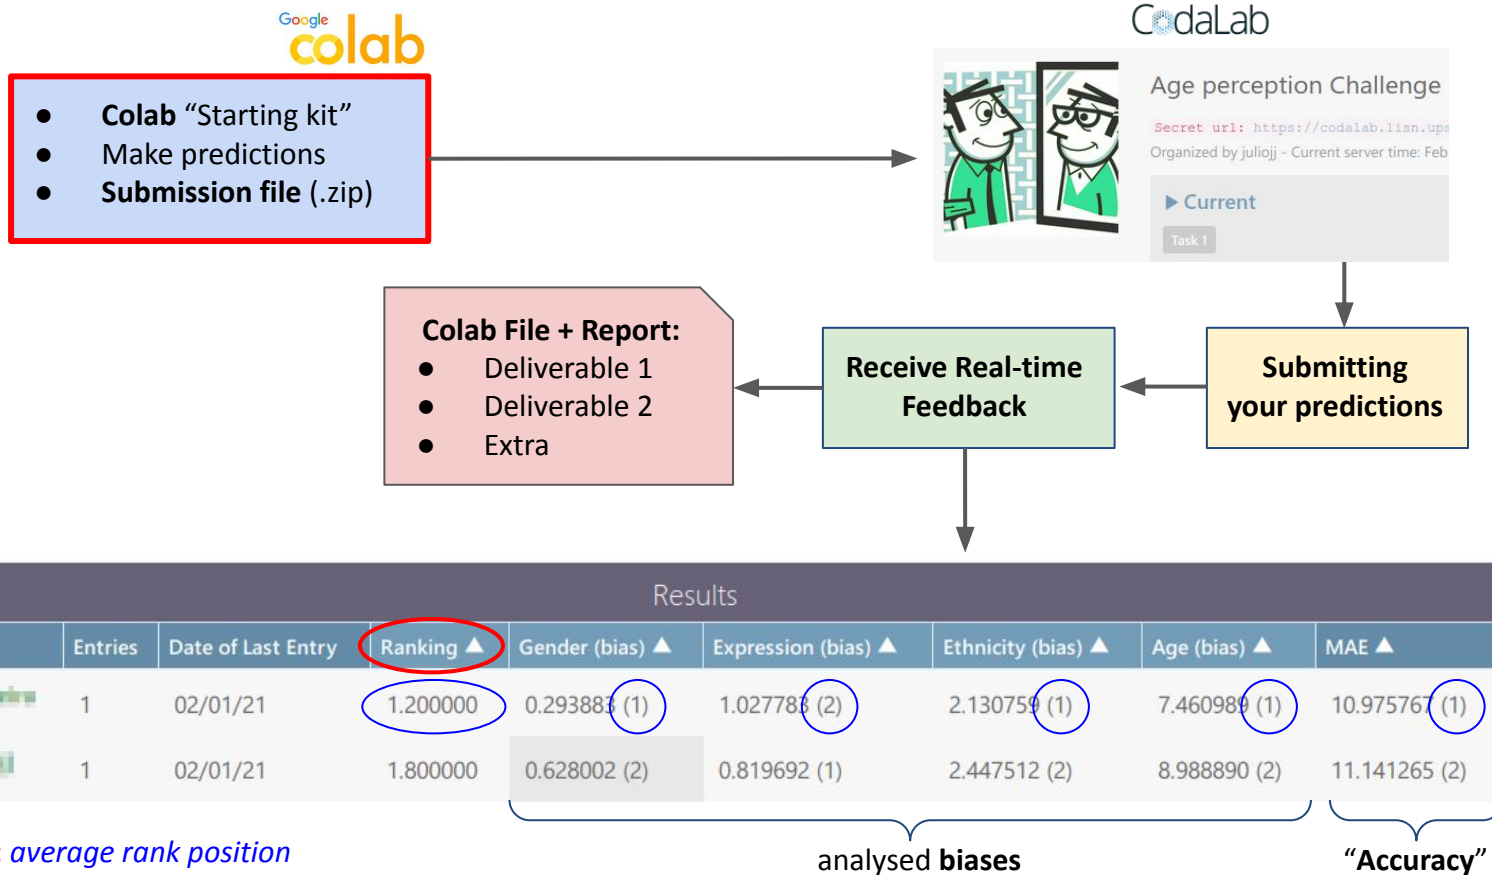 Google
colab
CodaLab
● Colab “Starting kit”
● Make predictions
● Submission file (.zip)
Age perception Challenge
Secret url: https://codalab.lisn.ups
Organized by juliojj - Current server time: Feb
▶ Current
Task 1
Colab File + Report:
● Deliverable 1
● Deliverable 2
● Extra
Receive Real-time
Feedback
Submitting
your predictions
Results
Entries Date of Last Entry Ranking ▲ Gender (bias) ▲ Expression (bias) ▲ Ethnicity (bias) ▲ Age (bias) ▲ MAE ▲
1 02/01/21 1.200000 0.293883 (1) 1.027783 (2) 2.130759 (1) 7.460989 (1) 10.975767 (1)
1 02/01/21 1.800000 0.628002 (2) 0.819692 (1) 2.447512 (2) 8.988890 (2) 11.141265 (2)
average rank position
analysed biases
“Accuracy”